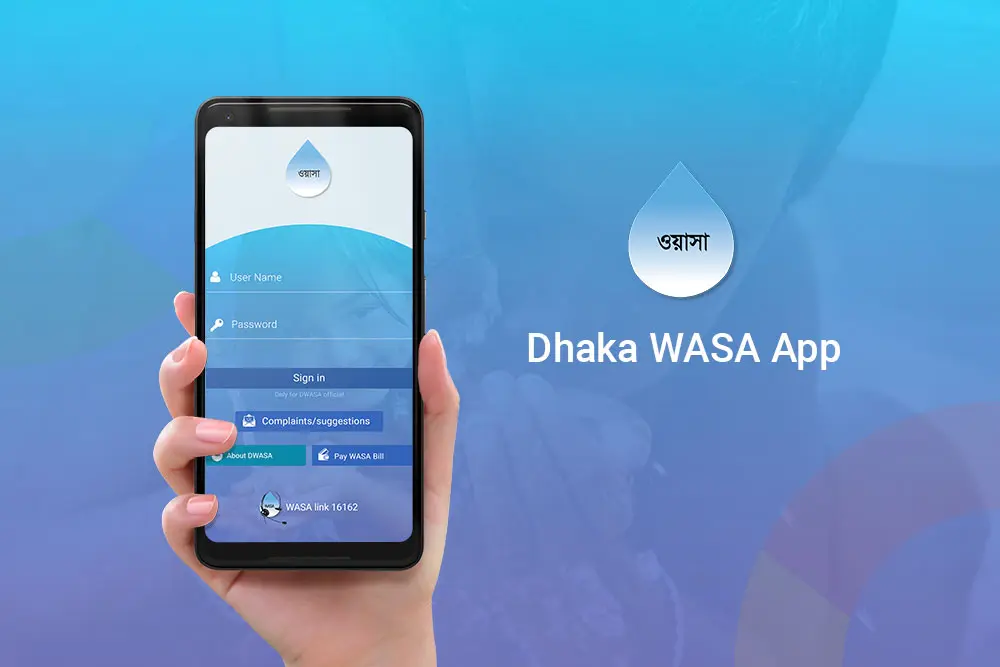 ওয়াসা
User Name
Password
Sign in
Only for DWASA official
Complaints/suggestions
About DWASA
Pay WASA Bill
WASA link 16162
ওয়াসা
Dhaka WASA App